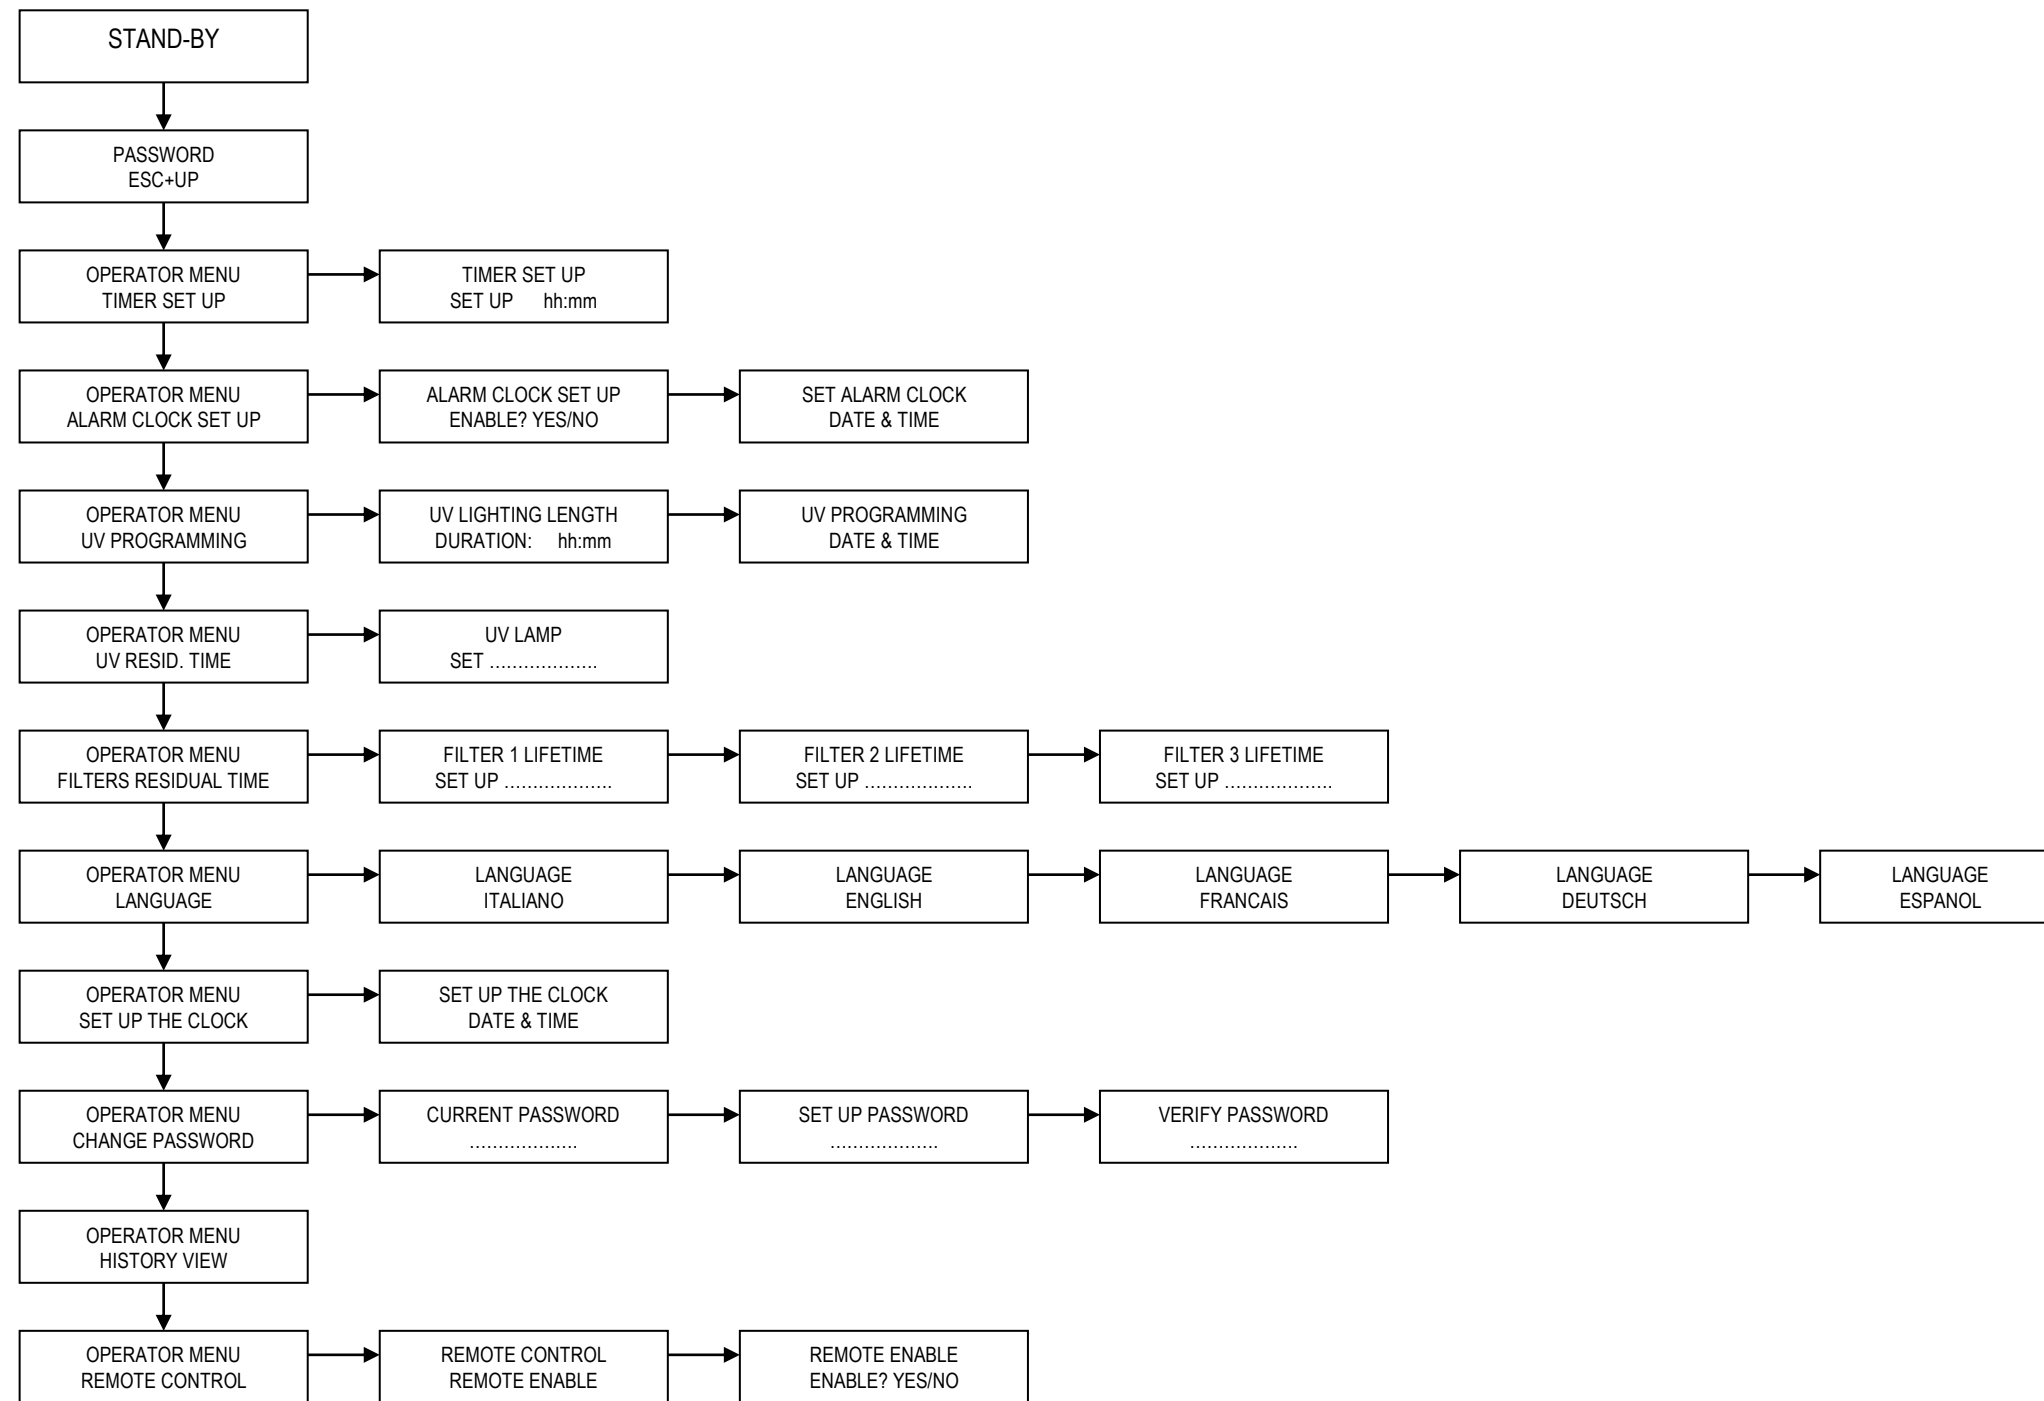 STAND-BY
PASSWORD
ESC+UP
OPERATOR MENU
TIMER SET UP
TIMER SET UP
SET UP hh:mm
OPERATOR MENU
ALARM CLOCK SET UP
ALARM CLOCK SET UP
ENABLE? YES/NO
SET ALARM CLOCK
DATE & TIME
OPERATOR MENU
UV PROGRAMMING
UV LIGHTING LENGTH
DURATION: hh:mm
UV PROGRAMMING
DATE & TIME
OPERATOR MENU
UV RESID. TIME
UV LAMP
SET ...................
OPERATOR MENU
FILTERS RESIDUAL TIME
FILTER 1 LIFETIME
SET UP ...................
FILTER 2 LIFETIME
SET UP ...................
FILTER 3 LIFETIME
SET UP ...................
OPERATOR MENU
LANGUAGE
LANGUAGE
ITALIANO
LANGUAGE
ENGLISH
LANGUAGE
FRANCAIS
LANGUAGE
DEUTSCH
LANGUAGE
ESPANOL
OPERATOR MENU
SET UP THE CLOCK
SET UP THE CLOCK
DATE & TIME
OPERATOR MENU
CHANGE PASSWORD
CURRENT PASSWORD
...................
SET UP PASSWORD
...................
VERIFY PASSWORD
...................
OPERATOR MENU
HISTORY VIEW
OPERATOR MENU
REMOTE CONTROL
REMOTE CONTROL
REMOTE ENABLE
REMOTE ENABLE
ENABLE? YES/NO